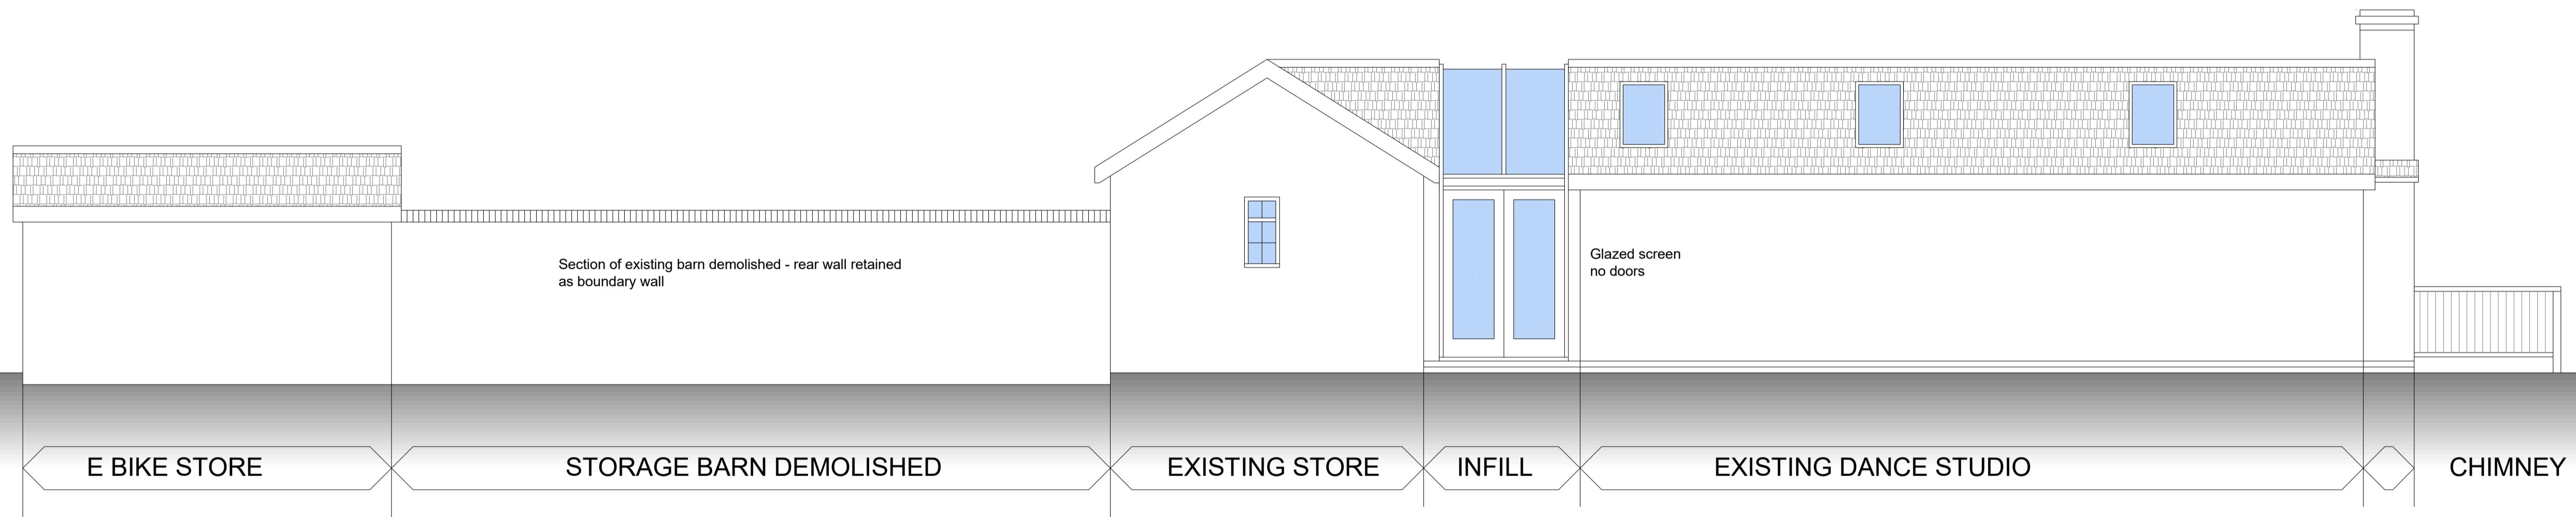 Section of existing barn demolished - rear wall retained
as boundary wall
Glazed screen
no doors
E BIKE STORE
STORAGE BARN DEMOLISHED
EXISTING STORE
INFILL
EXISTING DANCE STUDIO
CHIMNEY